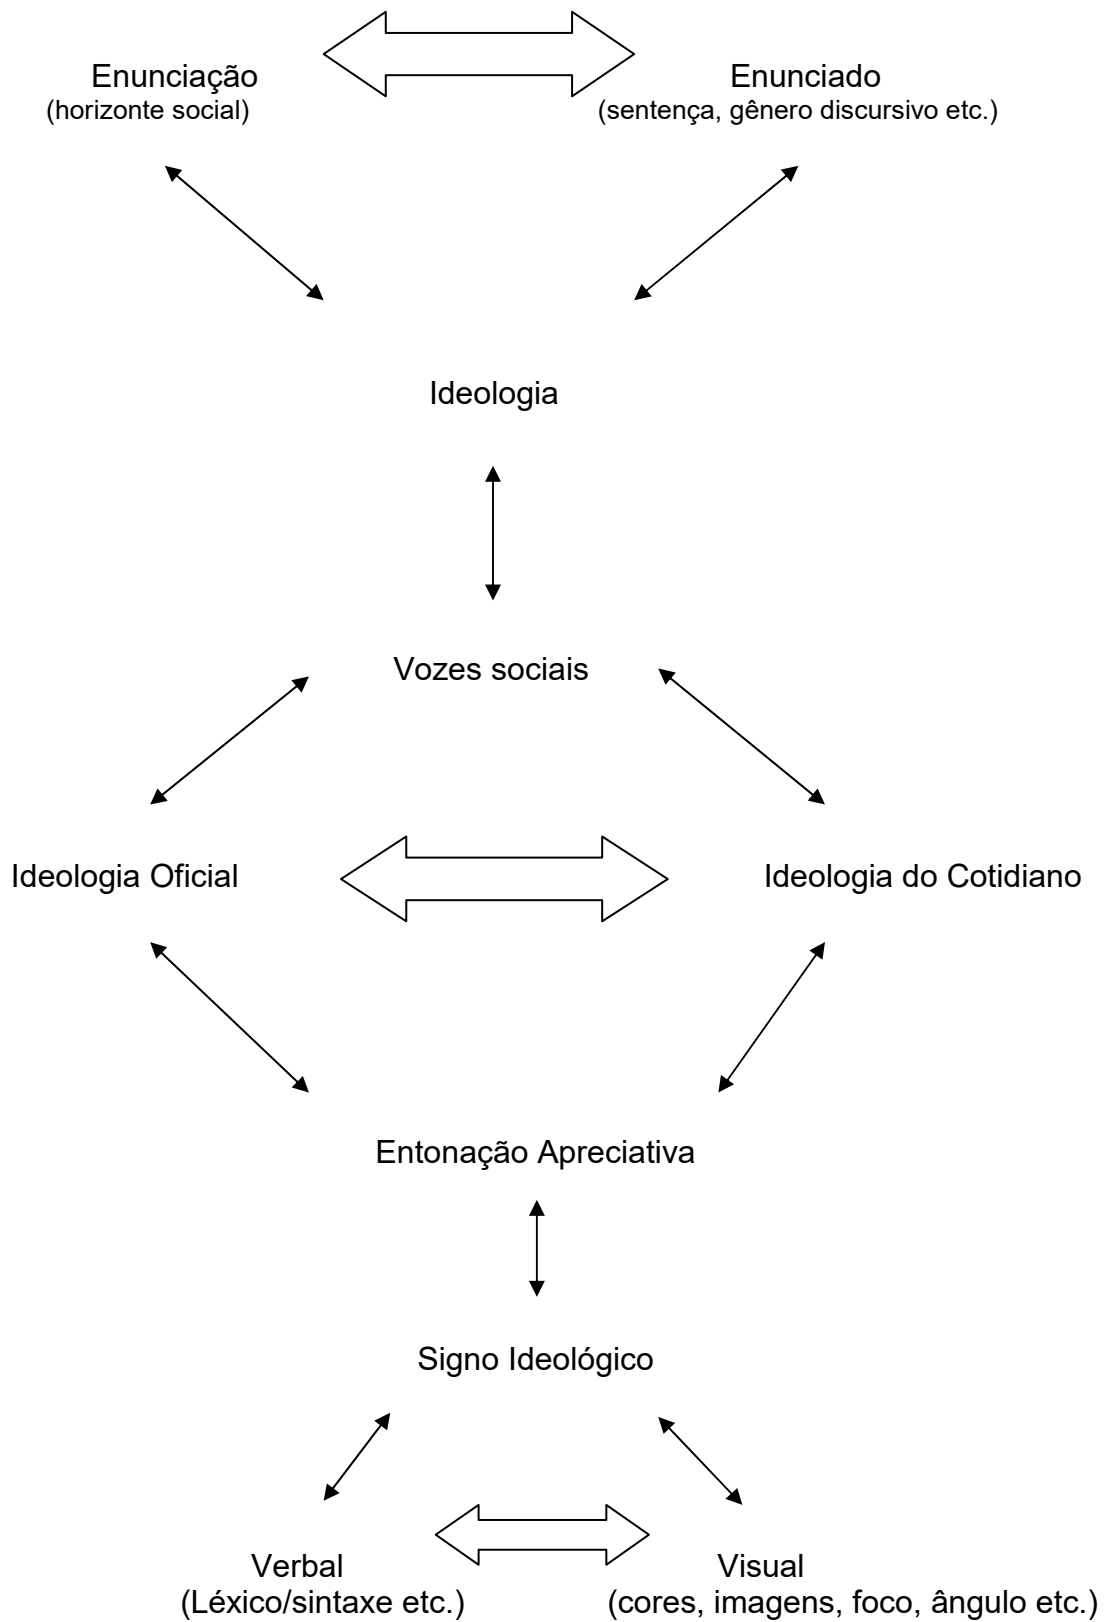 Enunciação
Enunciado
(horizonte social)
(sentença, gênero discursivo etc.)
Ideologia
Vozes sociais
Ideologia Oficial
Ideologia do Cotidiano
Entonação Apreciativa
Signo Ideológico
Verbal
Visual
(Léxico/sintaxe etc.)
(cores, imagens, foco, ângulo etc.)